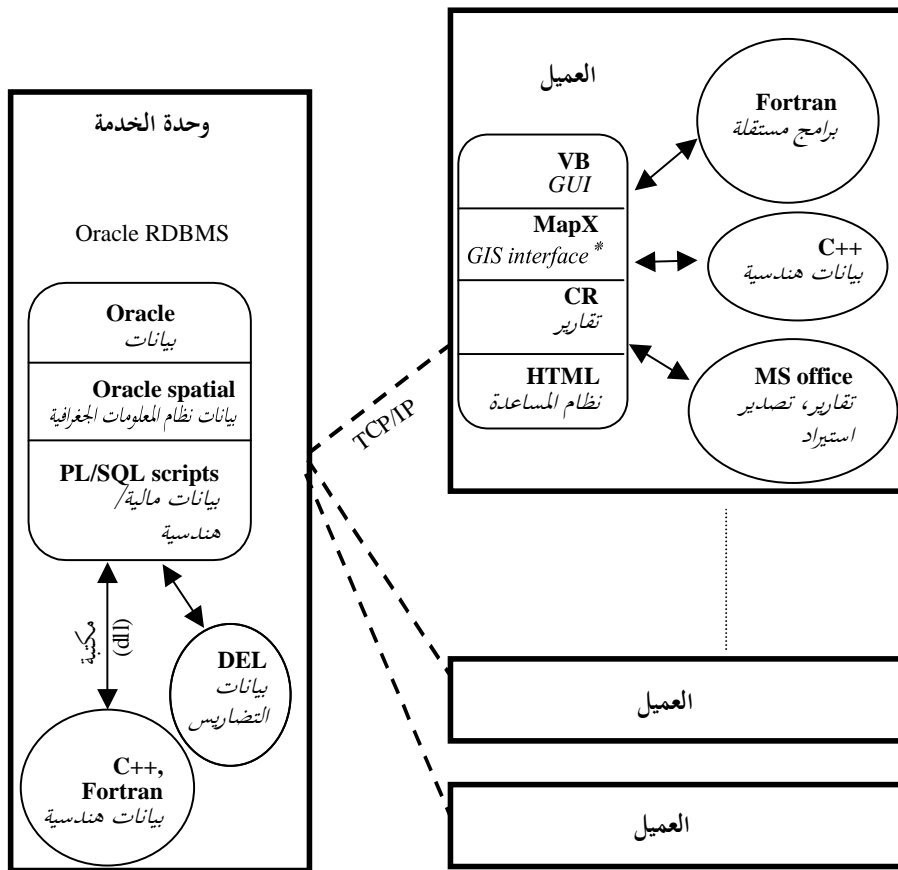 وحدة الخدمة
Oracle RDBMS
Oracle
بيانات
Oracle spatial
بيانات نظام المعلومات الجغرافية
PL/SQL scripts
بيانات مالية/
هندسية
مكتبة
(dll)
DEL
بيانات
التضاريس
C++,
Fortran
بيانات هندسية
TCP/IP
العميل
VB
GUI
MapX
GIS interface *
CR
تقارير
HTML
نظام المساعدة
Fortran
برامج مستقلة
C++
بيانات هندسية
MS office
تقارير، تصدير
استيراد
العميل
العميل